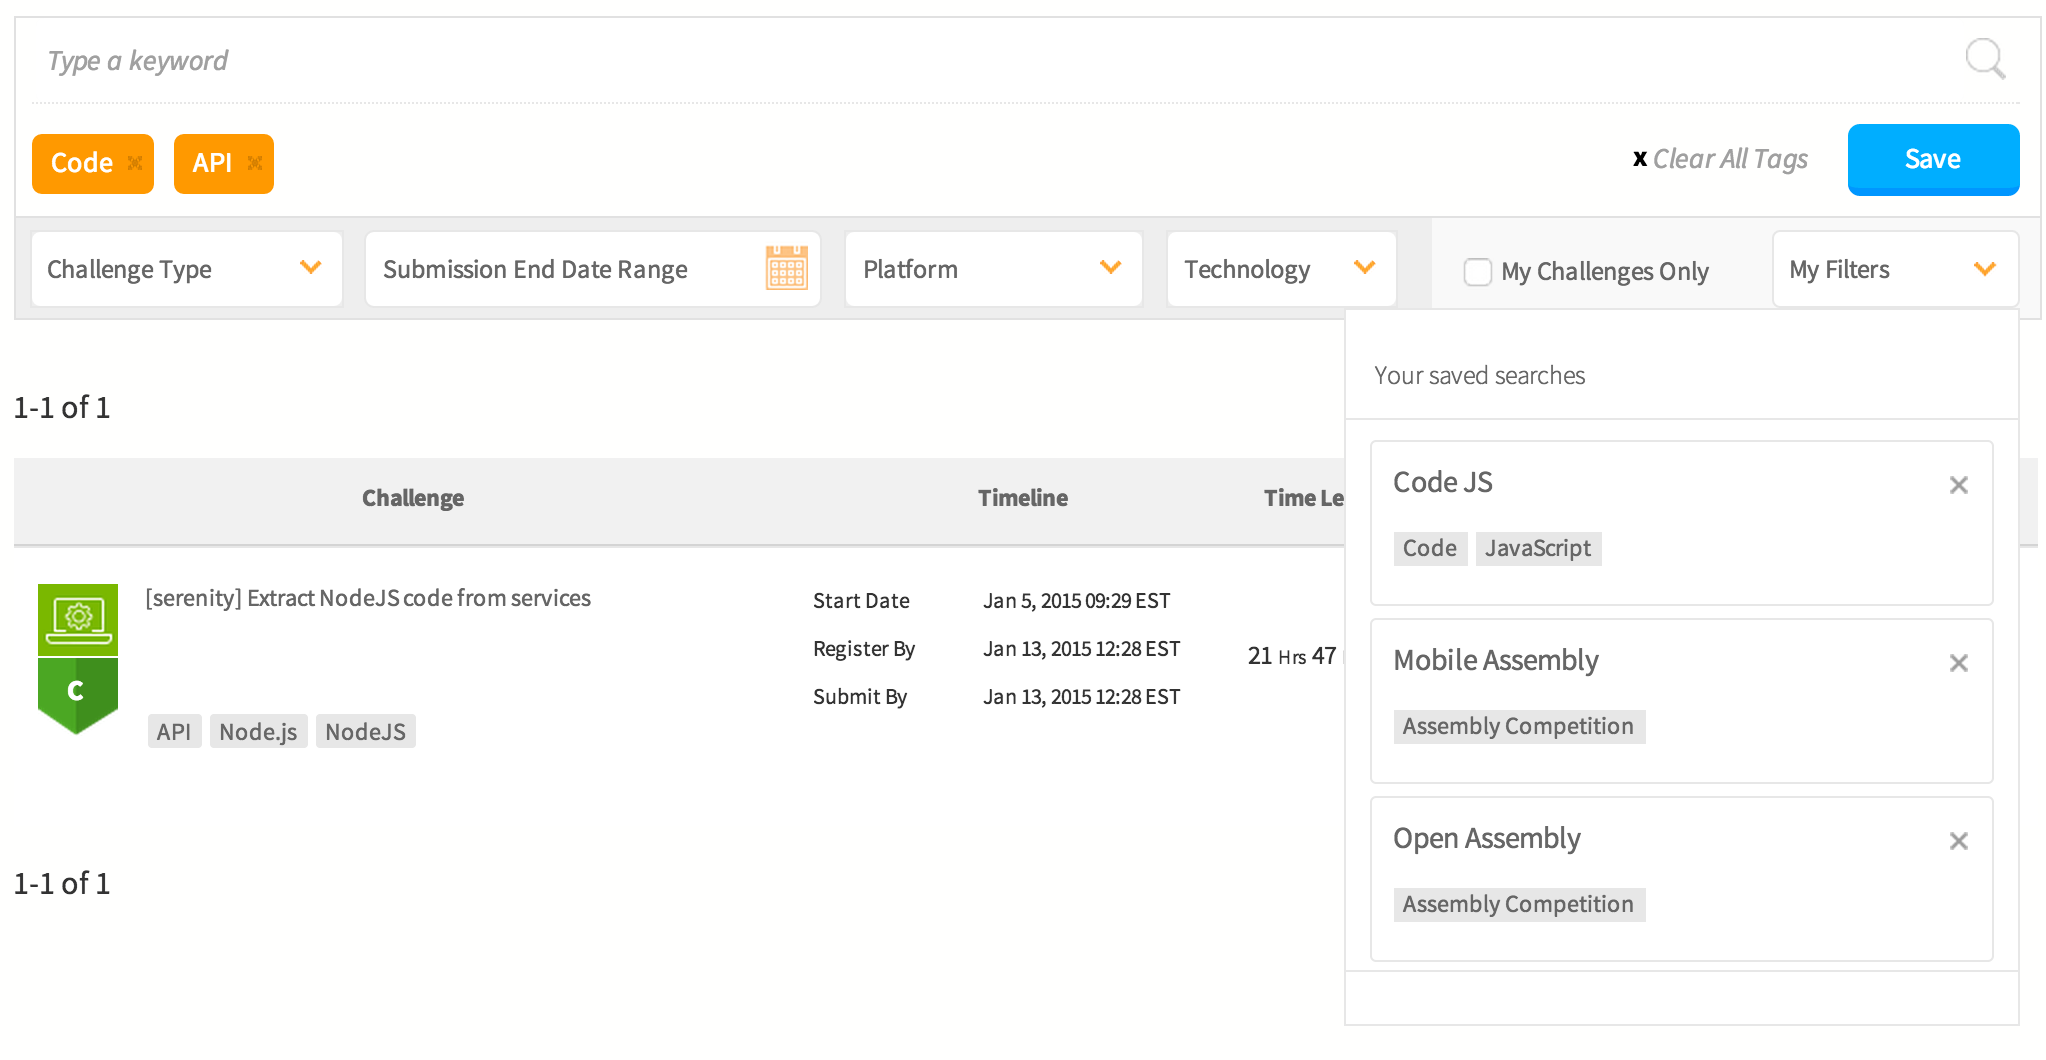 Type a keyword
Code
API
x Clear All Tags
Save
Challenge Type
Submission End Date Range
Platform
Technology
My Challenges Only
My Filters
Your saved searches
1-1 of 1
Challenge
Timeline
Time Le
Code JS
Code
JavaScript
[serenity] Extract NodeJS code from services
Start Date
Jan 5, 2015 09:29 EST
Register By
Jan 13, 2015 12:28 EST
Submit By
Jan 13, 2015 12:28 EST
21 Hrs 47
C
API
Node.js
NodeJS
Mobile Assembly
Assembly Competition
Open Assembly
Assembly Competition
1-1 of 1